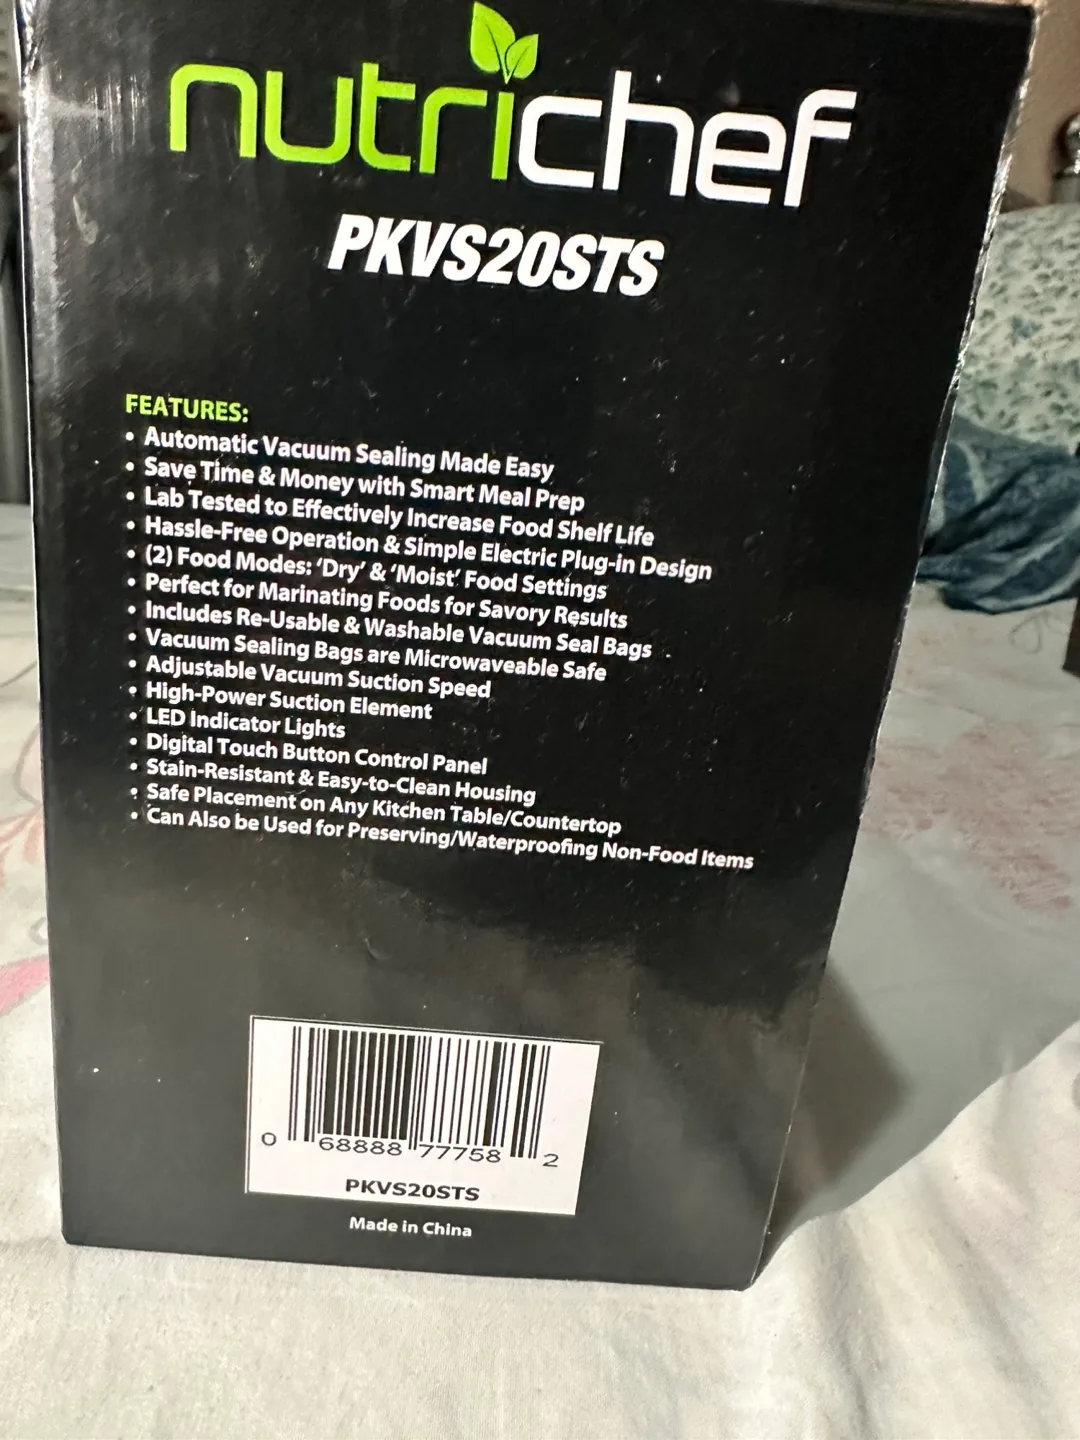 nutrichef
PKVS20STS
FEATURES:
• Automatic Vacuum Sealing Made Easy
• Save Time & Money with Smart Meal Prep
• Lab Tested to Effectively Increase Food Shelf Life
• Hassle-Free Operation & Simple Electric Plug-in Design
• (2) Food Modes: ‘Dry’ & ‘Moist’ Food Settings
• Perfect for Marinating Foods for Savory Results
• Includes Re-Usable & Washable Vacuum Seal Bags
• Vacuum Sealing Bags are Microwaveable Safe
• Adjustable Vacuum Suction Speed
• High-Power Suction Element
• LED Indicator Lights
• Digital Touch Button Control Panel
• Stain-Resistant & Easy-to-Clean Housing
• Safe Placement on Any Kitchen Table/Countertop
• Can Also be Used for Preserving/Waterproofing Non-Food Items
0 68888 77758 2
PKVS20STS
Made in China